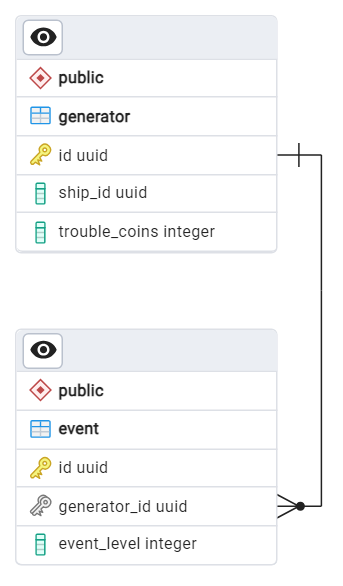 public
generator
id uuid
ship_id uuid
trouble_coins integer
public
event
id uuid
generator_id uuid
event_level integer